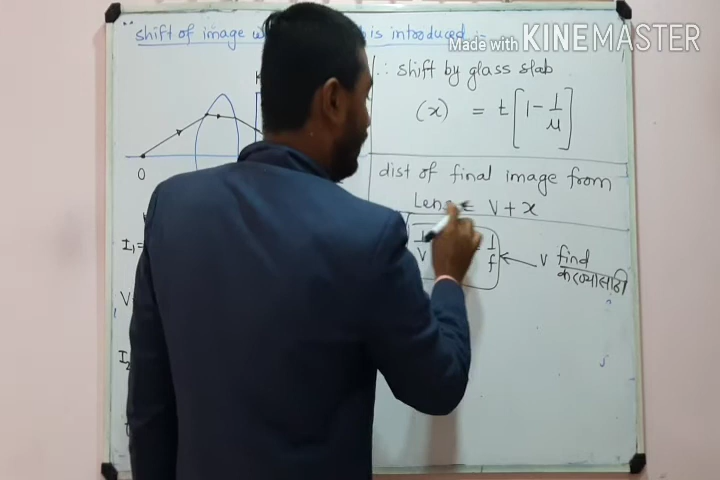 Made with KINEMASTER
shift of image w is introduced :-
∴ shift by glass slab
(x) = t[1 - 1/μ]
dist of final image from
Lens = V + x
1/V = 1/f ← v find
करण्यासाठी
O
I₁=
V
I₂
t